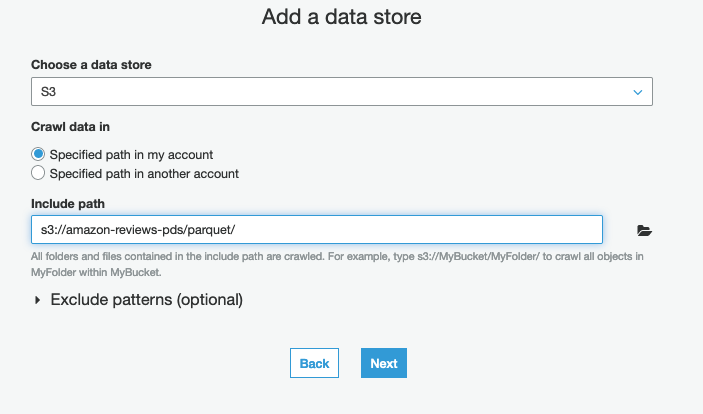 Add a data store
Choose a data store
S3
Crawl data in
Specified path in my account
Specified path in another account
Include path
s3://amazon-reviews-pds/parquet/
All folders and files contained in the include path are crawled. For example, type s3://MyBucket/MyFolder/ to crawl all objects in
MyFolder within MyBucket.
Exclude patterns (optional)
Back Next